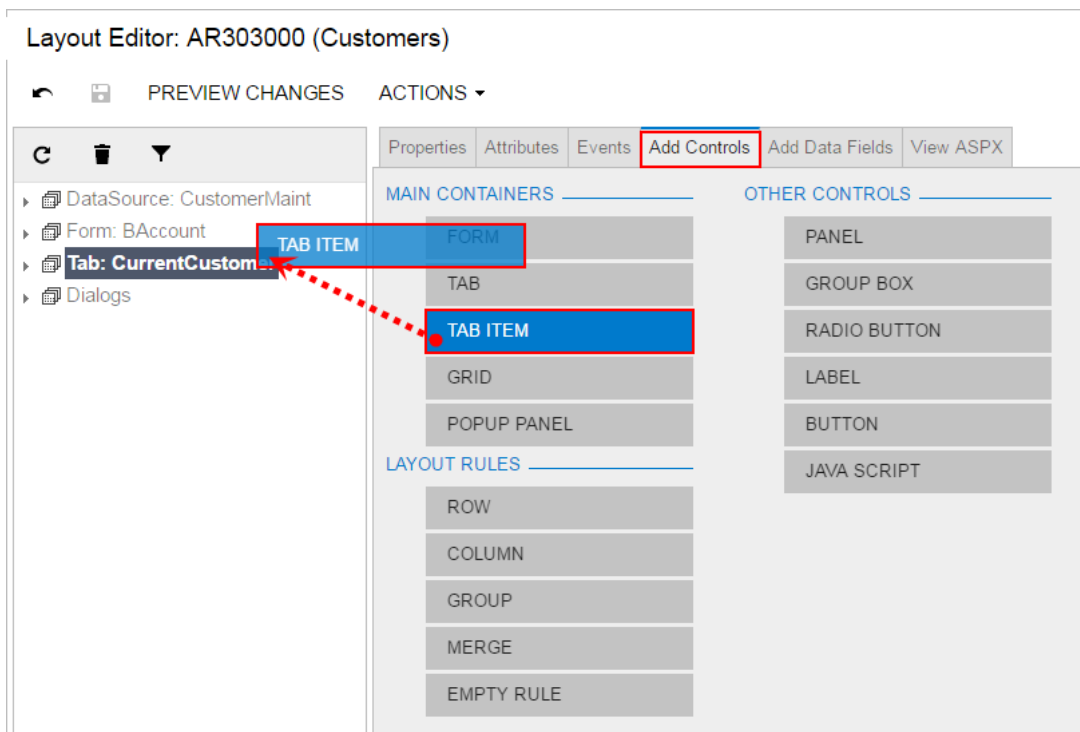 Layout Editor: AR303000 (Customers)
PREVIEW CHANGES ACTIONS
Properties Attributes Events Add Controls Add Data Fields View ASPX
DataSource: CustomerMaint
Form: BAccount
Tab: CurrentCustome
Dialogs
TAB ITEM
MAIN CONTAINERS
FORM
TAB
TAB ITEM
GRID
POPUP PANEL
LAYOUT RULES
ROW
COLUMN
GROUP
MERGE
EMPTY RULE
OTHER CONTROLS
PANEL
GROUP BOX
RADIO BUTTON
LABEL
BUTTON
JAVA SCRIPT